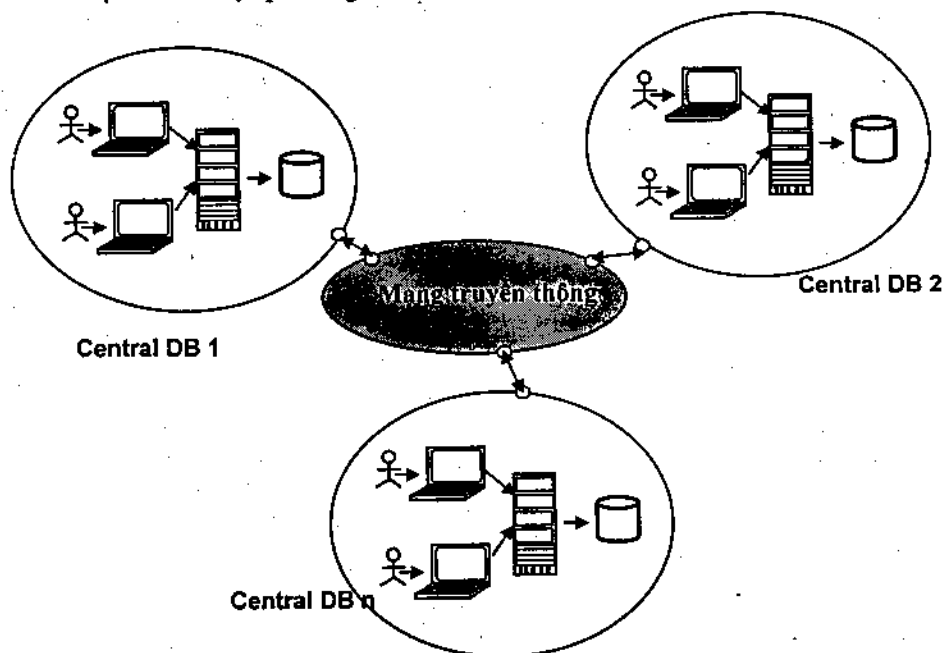 Mạng truyền thông
Central DB 2
Central DB 1
Central DB n